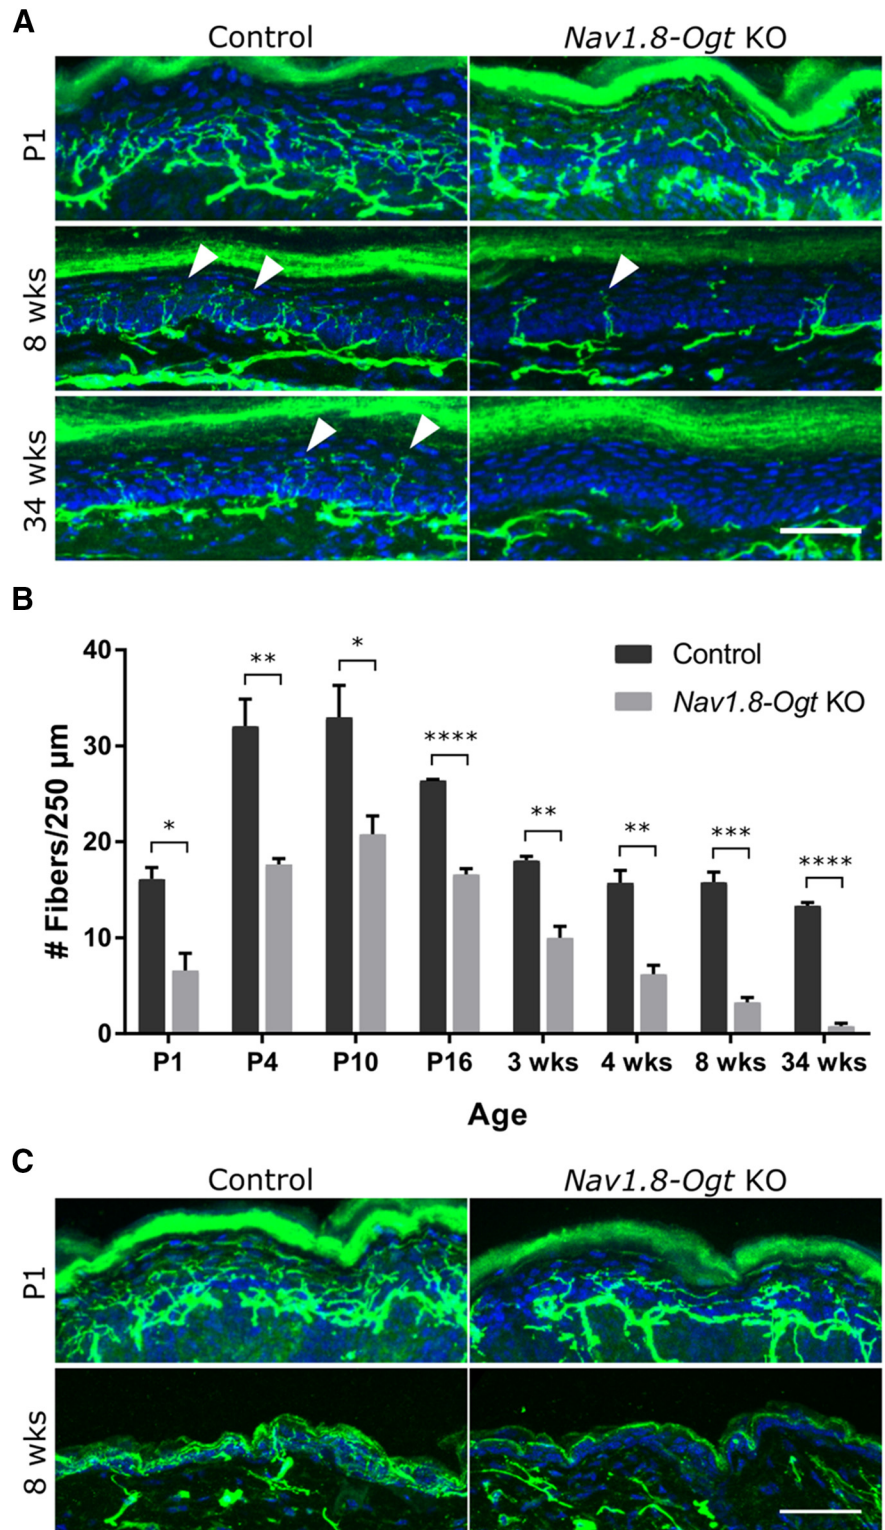 A
Control
Nav1.8-Ogt KO
P1
8 wks
34 wks
B
40
30
20
10
0
# Fibers/250 µm
Control
Nav1.8-Ogt KO
*
**
*
****
**
**
***
****
P1 P4 P10 P16 3 wks 4 wks 8 wks 34 wks
Age
C
Control
Nav1.8-Ogt KO
P1
8 wks